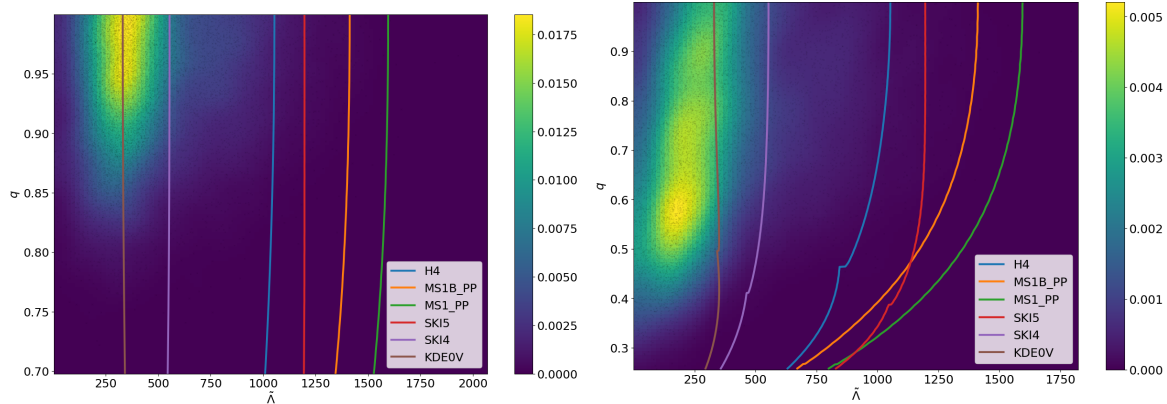 0.95
0.90
0.85
0.80
0.75
0.70
q
250 500 750 1000 1250 1500 1750 2000
Λ̃
H4
MS1B_PP
MS1_PP
SKI5
SKI4
KDE0V
0.0175
0.0150
0.0125
0.0100
0.0075
0.0050
0.0025
0.0000
0.9
0.8
0.7
0.6
0.5
0.4
0.3
q
250 500 750 1000 1250 1500 1750
Λ̃
H4
MS1B_PP
MS1_PP
SKI5
SKI4
KDE0V
0.005
0.004
0.003
0.002
0.001
0.000